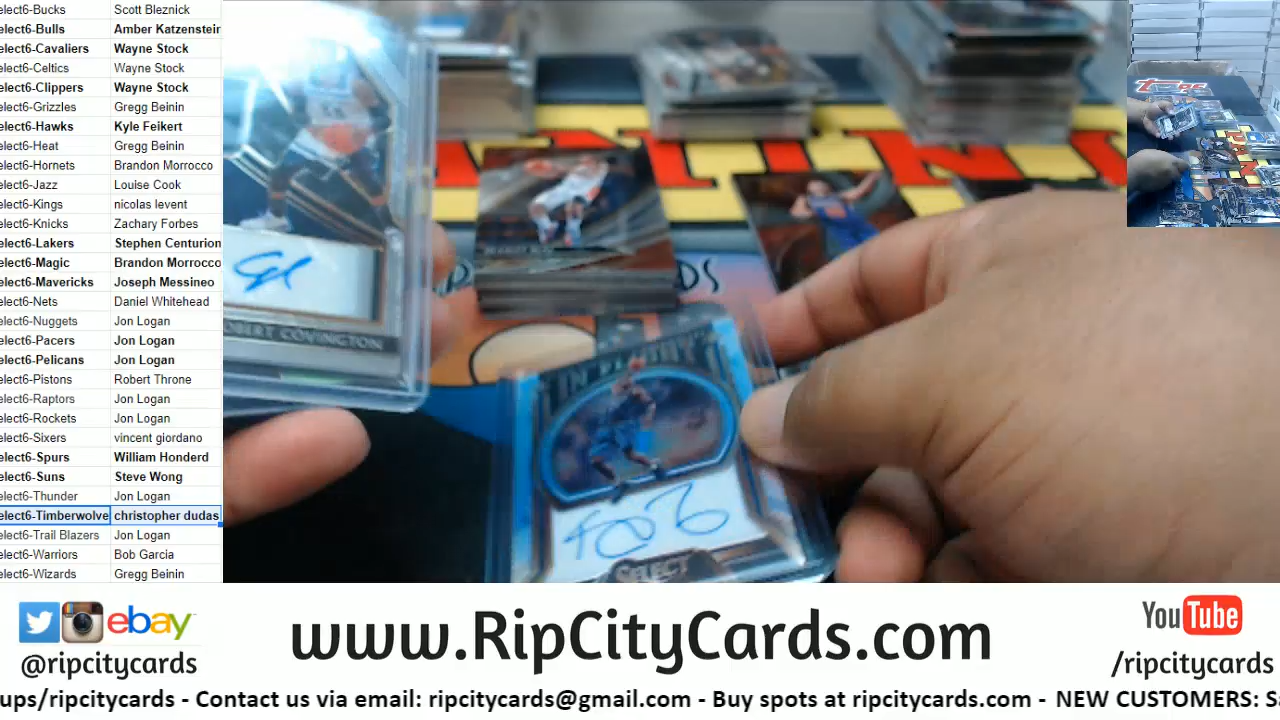 elect6-Bucks Scott Bleznick
elect6-Bulls Amber Katzenstein
elect6-Cavaliers Wayne Stock
elect6-Celtics Wayne Stock
elect6-Clippers Wayne Stock
elect6-Grizzles Gregg Beinin
elect6-Hawks Kyle Feikert
elect6-Heat Gregg Beinin
elect6-Hornets Brandon Morrocco
elect6-Jazz Louise Cook
elect6-Kings nicolas levent
elect6-Knicks Zachary Forbes
elect6-Lakers Stephen Centurion
elect6-Magic Brandon Morrocco
elect6-Mavericks Joseph Messineo
elect6-Nets Daniel Whitehead
elect6-Nuggets Jon Logan
elect6-Pacers Jon Logan
elect6-Pelicans Jon Logan
elect6-Pistons Robert Throne
elect6-Raptors Jon Logan
elect6-Rockets Jon Logan
elect6-Sixers vincent giordano
elect6-Spurs William Honderd
elect6-Suns Steve Wong
elect6-Thunder Jon Logan
elect6-Timberwolve christopher dudas
elect6-Trail Blazers Jon Logan
elect6-Warriors Bob Garcia
elect6-Wizards Gregg Beinin
OBERT COVINGTON
IN FLIGHT
SELECT
Topps
ebay
@ripcitycards
www.RipCityCards.com
YouTube
/ripcitycards
ups/ripcitycards - Contact us via email: ripcitycards@gmail.com - Buy spots at ripcitycards.com - NEW CUSTOMERS: Sa